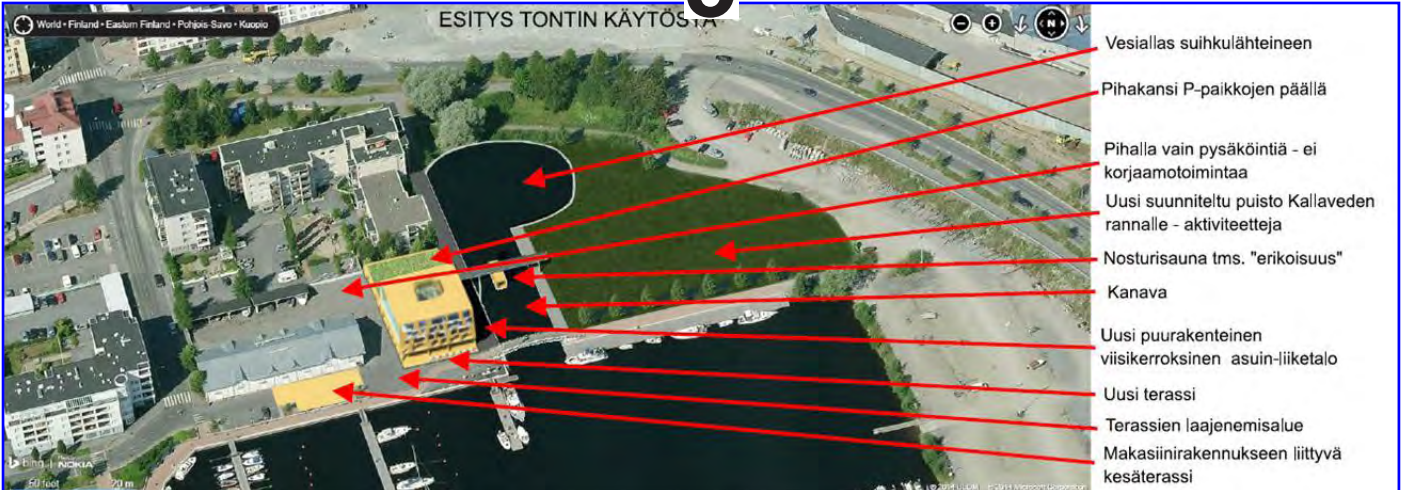 World • Finland • Eastern Finland • Pohjois-Savo • Kuopio
ESITYS TONTIN KÄYTÖSTÄ
N
Vesiallas suihkulähteineen
Pihakansi P-paikkojen päällä
Pihalla vain pysäköintiä - ei
korjaamotoimintaa
Uusi suunniteltu puisto Kallaveden
rannalle - aktiviteetteja
Nosturisauna tms. "erikoisuus"
Kanava
Uusi puurakenteinen
viisikerroksinen asuin-liiketalo
Uusi terassi
Terassien laajenemisalue
Makasiinirakennukseen liittyvä
kesäterassi
bing NOKIA
50 feet 20 m
Microsoft Corporation